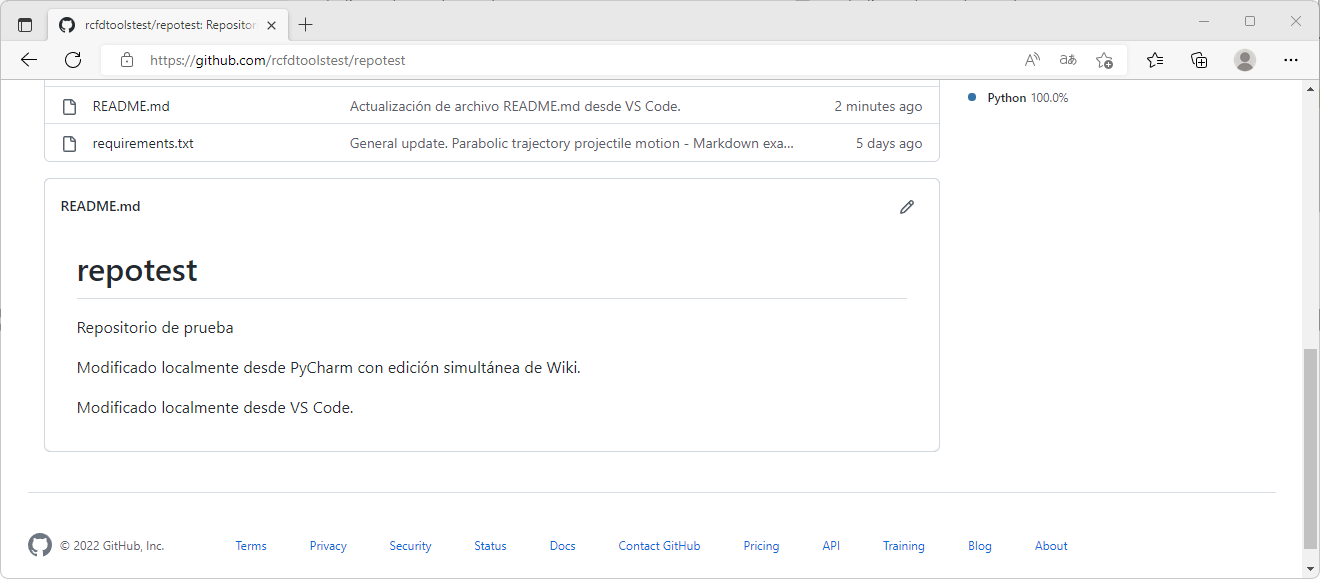 rcfdtoolstest/repotest: Repositor
https://github.com/rcfdtoolstest/repotest
README.md Actualización de archivo README.md desde VS Code. 2 minutes ago
Python 100.0%
requirements.txt General update. Parabolic trajectory projectile motion - Markdown exa... 5 days ago
README.md
repotest
Repositorio de prueba
Modificado localmente desde PyCharm con edición simultánea de Wiki.
Modificado localmente desde VS Code.
© 2022 GitHub, Inc. Terms Privacy Security Status Docs Contact GitHub Pricing API Training Blog About